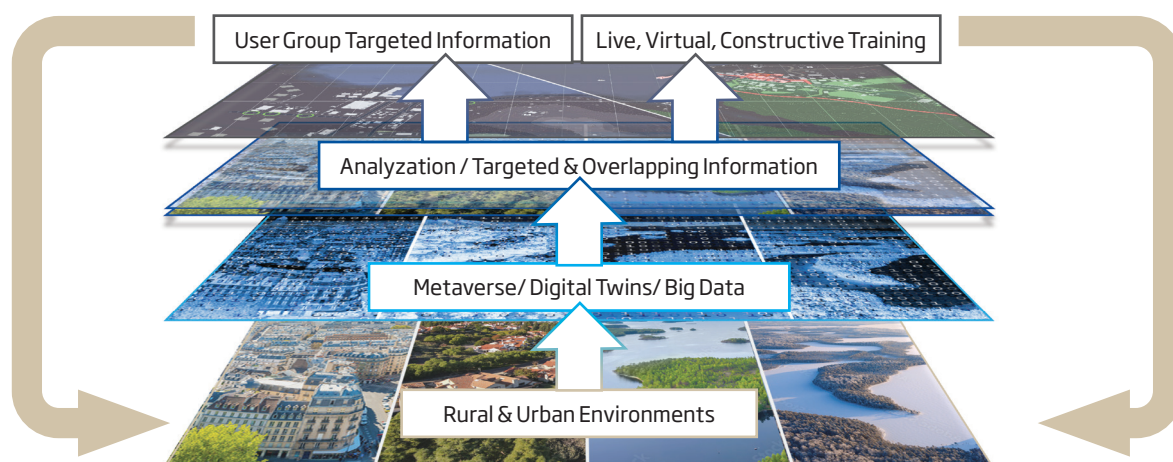 User Group Targeted Information
Live, Virtual, Constructive Training
Analyzation / Targeted & Overlapping Information
Metaverse/ Digital Twins/ Big Data
Rural & Urban Environments